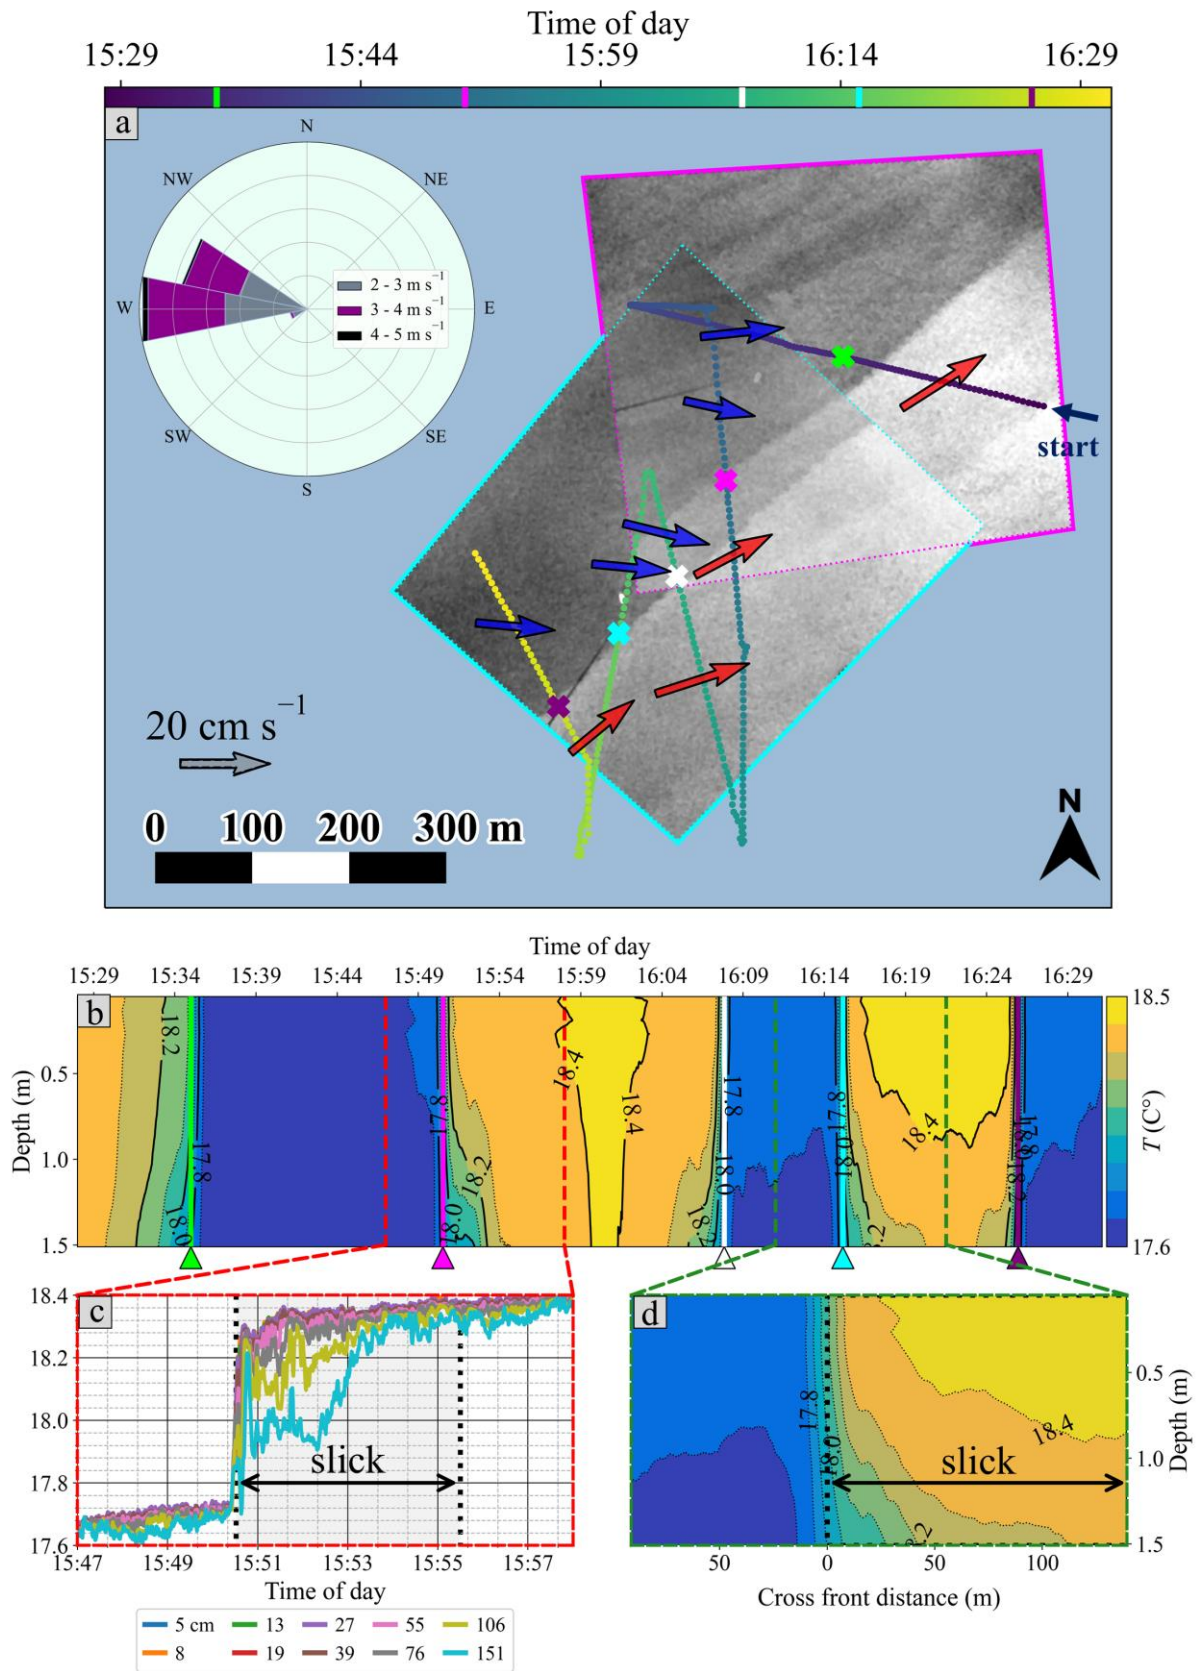 Time of day
15:29 15:44 15:59 16:14 16:29
a
N
NW NE
W E
SW SE
S
2 - 3 m s⁻¹
3 - 4 m s⁻¹
4 - 5 m s⁻¹
start
20 cm s⁻¹
0 100 200 300 m
N
Time of day
15:29 15:34 15:39 15:44 15:49 15:54 15:59 16:04 16:09 16:14 16:19 16:24 16:29
b
Depth (m)
0.5
1.0
1.5
18.2
17.8
18.0
17.8
18.0
18.2
18.4
18.4
18.2
17.8
18.0
17.8
18.0
18.4
17.8
18.2
18.5
T (C°)
17.6
c
18.4
18.2
18.0
17.8
17.6
slick
15:47 15:49 15:51 15:53 15:55 15:57
Time of day
5 cm 13 27 55 106
8 19 39 76 151
d
17.8
18.0
18.4
slick
0.5
1.0
1.5
Depth (m)
50 0 50 100
Cross front distance (m)